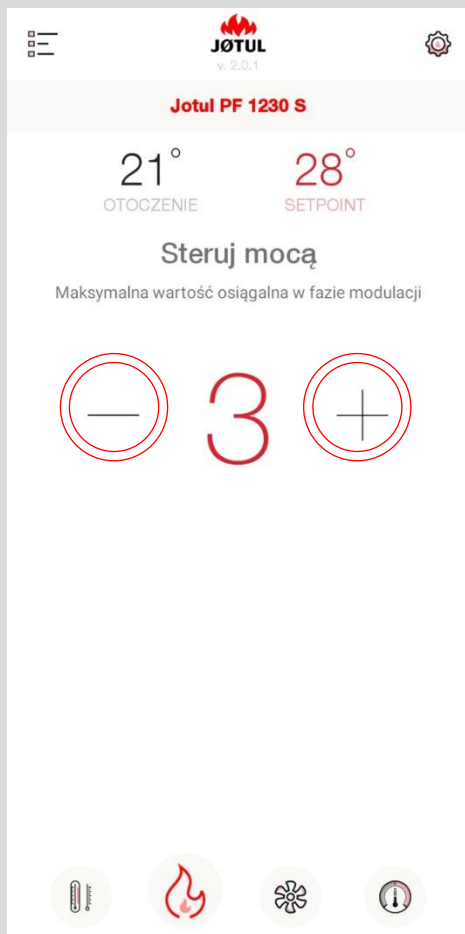 JØTUL
v. 2.0.1
Jotul PF 1230 S
21° 28°
OTOCZENIE SETPOINT
Steruj mocą
Maksymalna wartość osiągalna w fazie modulacji
— 3 +